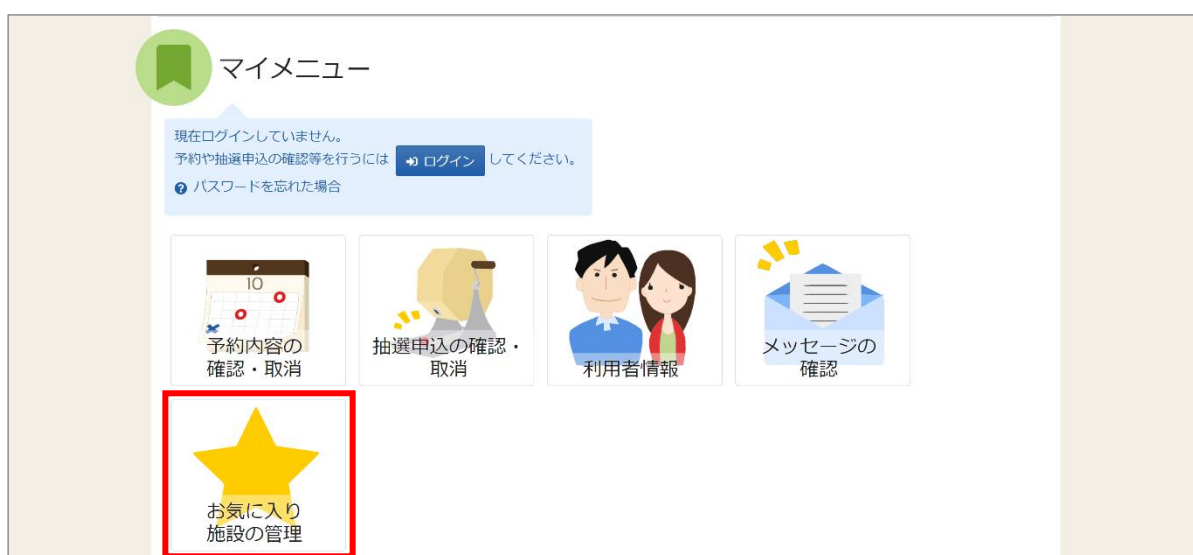 マイメニュー
現在ログインしていません。
予約や抽選申込の確認等を行うには ログイン してください。
パスワードを忘れた場合
10
予約内容の
確認・取消
抽選申込の確認・
取消
利用者情報
メッセージの
確認
お気に入り
施設の管理